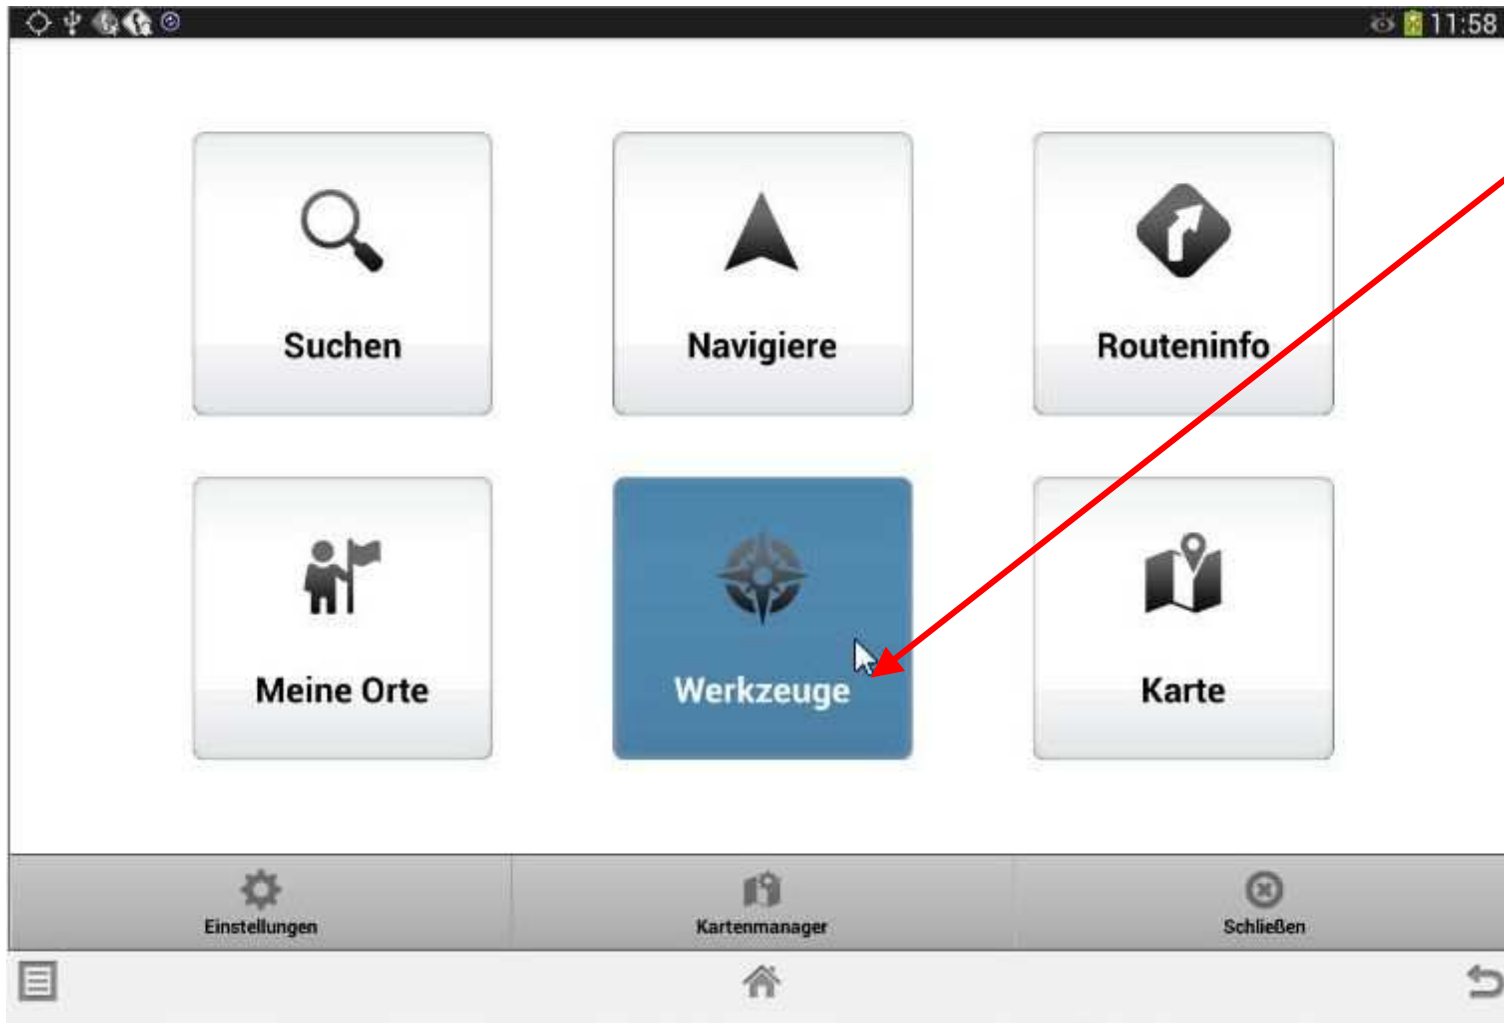 11:58
Suchen
Navigiere
Routeninfo
Meine Orte
Werkzeuge
Karte
Einstellungen
Kartenmanager
Schließen